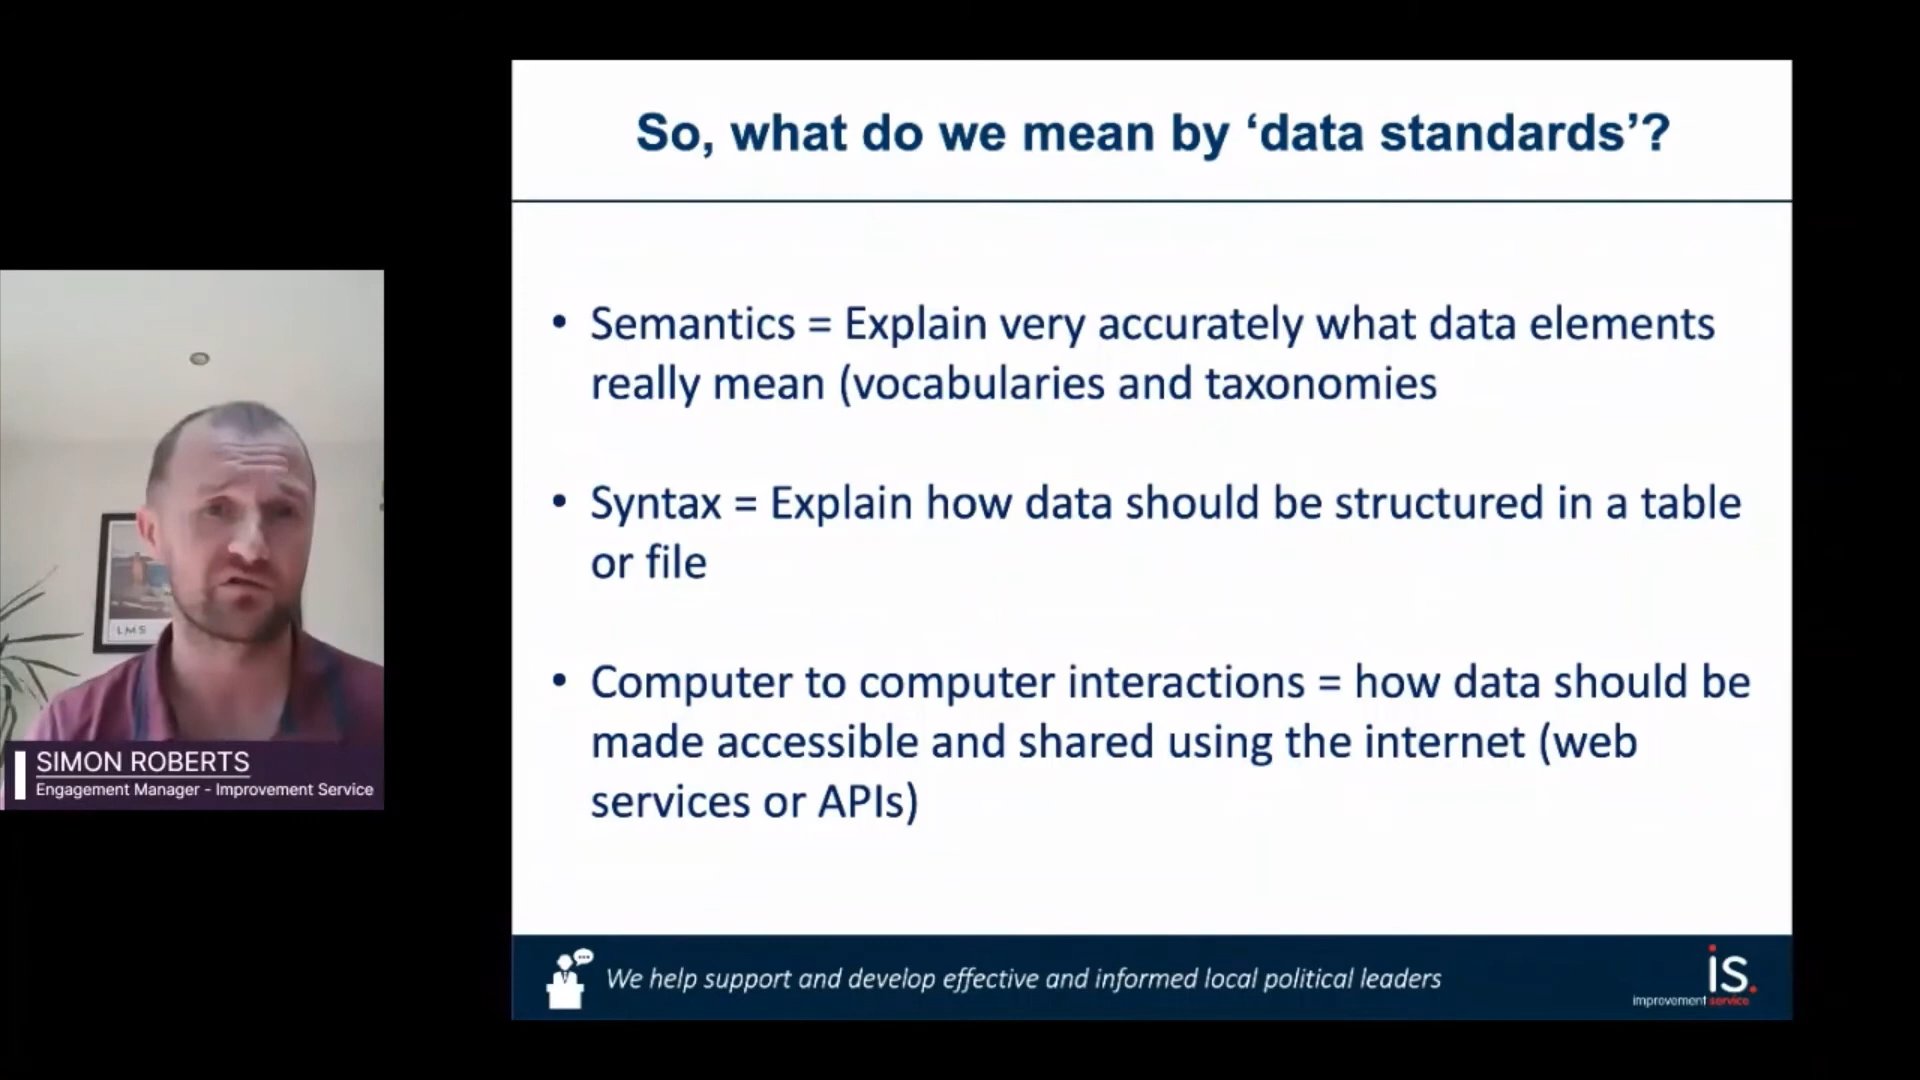 So, what do we mean by ‘data standards’?
• Semantics = Explain very accurately what data elements
really mean (vocabularies and taxonomies
• Syntax = Explain how data should be structured in a table
or file
• Computer to computer interactions = how data should be
made accessible and shared using the internet (web
services or APIs)
LMS
SIMON ROBERTS
Engagement Manager - Improvement Service
We help support and develop effective and informed local political leaders
is.
improvement service